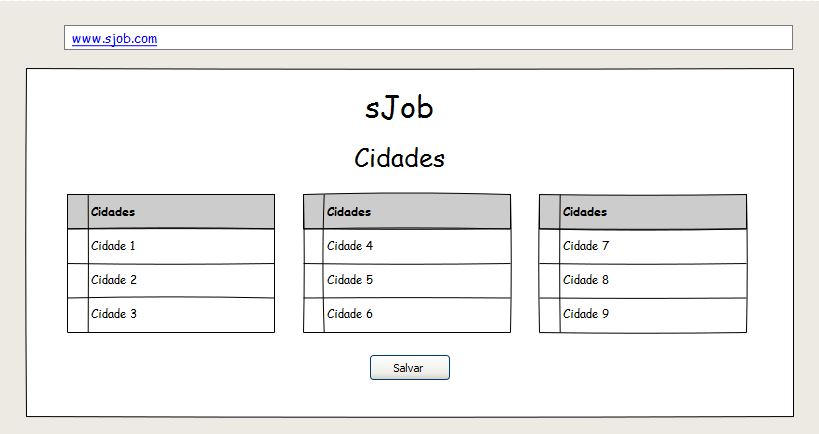 www.sjob.com
sJob
Cidades
Cidades Cidades Cidades
Cidade 1 Cidade 4 Cidade 7
Cidade 2 Cidade 5 Cidade 8
Cidade 3 Cidade 6 Cidade 9
Salvar